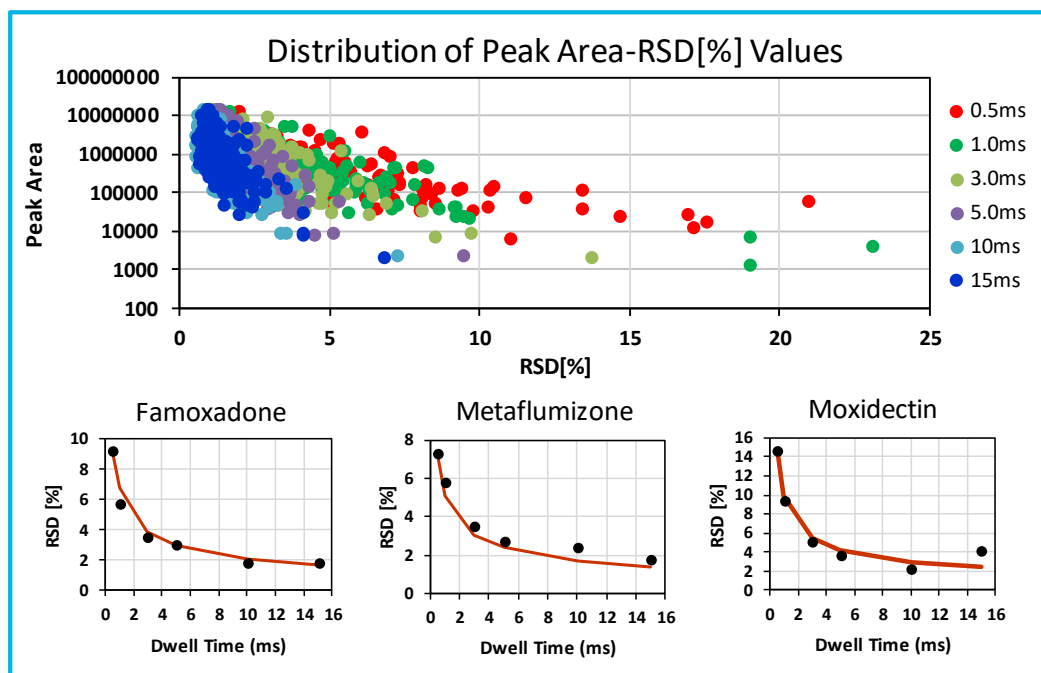 Distribution of Peak Area-RSD[%] Values
100000000
10000000
1000000
100000
10000
1000
100
Peak Area
0 5 10 15 20 25
RSD[%]
0.5ms
1.0ms
3.0ms
5.0ms
10ms
15ms
Famoxadone
10
8
6
4
2
0
RSD [%]
0 2 4 6 8 10 12 14 16
Dwell Time (ms)
Metaflumizone
8
6
4
2
0
RSD [%]
0 2 4 6 8 10 12 14 16
Dwell Time (ms)
Moxidectin
16
14
12
10
8
6
4
2
0
RSD [%]
0 2 4 6 8 10 12 14 16
Dwell Time (ms)